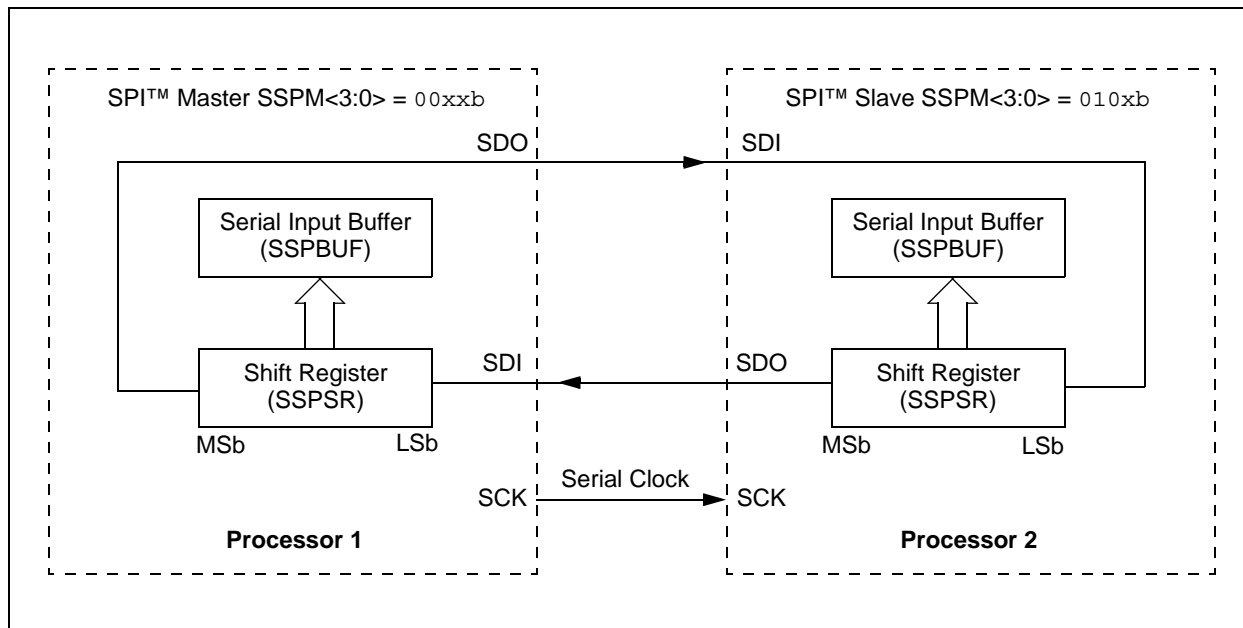 SPI™ Master SSPM<3:0> = 00xxb
SDO
Serial Input Buffer
(SSPBUF)
Shift Register
(SSPSR)
MSb
LSb
SDI
SCK
Processor 1
Serial Clock
SPI™ Slave SSPM<3:0> = 010xb
SDI
Serial Input Buffer
(SSPBUF)
SDO
Shift Register
(SSPSR)
MSb
LSb
SCK
Processor 2